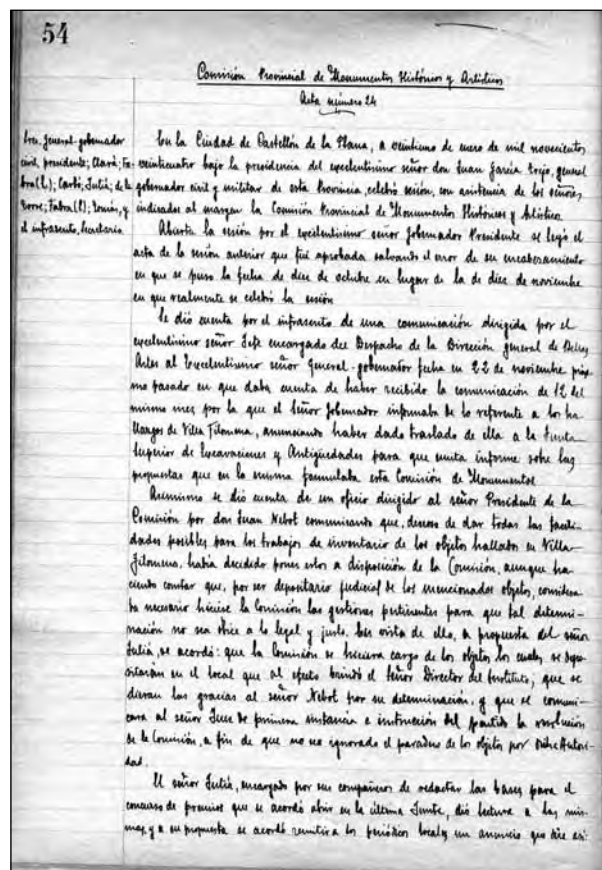 54
Comisión Provincial de Monumentos Históricos y Artísticos
Acta número 24
Sres. General-gobernador
civil, presidente; Clará; Fa-
bra (L.); Carbó; Sutiá; de la
Torre; Fabra (P.); Tomás, y
el infrascrito, secretario
En la Ciudad de Castellón de la Plana, a veintiuno de enero de mil novecientos
veinticuatro bajo la presidencia del excelentísimo señor don Juan García Trejo, general
gobernador civil y militar de esta Provincia, celebró sesión, con asistencia de los señores
indicados al margen la Comisión Provincial de Monumentos Históricos y Artísticos.
Abierta la sesión por el excelentísimo señor Gobernador Presidente se leyó el
acta de la sesión anterior que fué aprobada salvando el error de su encabezamiento
en que se puso la fecha de diez de octubre en lugar de la de diez de noviembre
en que realmente se celebró la sesión
Se dió cuenta por el infrascrito de una comunicación dirigida por el
excelentísimo señor Jefe encargado del Despacho de la Dirección general de Bellas
Artes al Excelentísimo señor General-gobernador fecha en 22 de noviembre próxi-
mo pasado en que daba cuenta de haber recibido la comunicación de 12 del
mismo mes por la que el señor Gobernador informaba de lo referente a los ha-
llazgos de Villa Filomena, anunciando haber dado traslado de ella a la Junta
Superior de Excavaciones y Antigüedades para que emita informe sobre las
propuestas que en la misma formulaba esta Comisión de Monumentos
Asimismo se dió cuenta de un oficio dirigido al señor Presidente de la
Comisión por don Juan Nebot comunicando que, deseoso de dar todas las facili-
dades posibles para los trabajos de inventario de los objetos hallados en Villa-
Filomena, había decidido poner estos a disposición de la Comisión, aunque ha-
ciendo constar que, por ser depositario judicial de los mencionados objetos, considera-
ba necesario hiciese la Comisión las gestiones pertinentes para que tal determi-
nación no sea óbice a lo legal y justo. En vista de ella, a propuesta del señor
Sutiá, se acordó: que la Comisión se hiciera cargo de los objetos los cuales se depo-
sitarán en el local que al efecto brindó el señor Director del Instituto; que se
dieran las gracias al señor Nebot por su determinación, y que se comuni-
cara al señor Juez de primera instancia e instrucción del partido la resolución
de la Comisión, a fin de que no sea ignorado el paradero de los objetos por dicha Autori-
dad.
El señor Sutiá, encargado por sus compañeros de redactar las bases para el
concurso de premios que se acordó abrir en la última Junta, dió lectura a las mis-
mas, y a su propuesta se acordó remitir a los periódicos locales un anuncio que dice así: